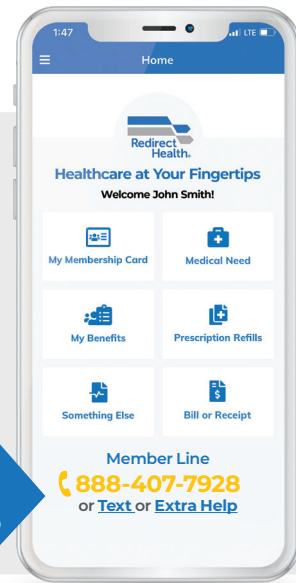 1:47
LTE
Home
Redirect
Health.
Healthcare at Your Fingertips
Welcome John Smith!
My Membership Card
Medical Need
My Benefits
Prescription Refills
Something Else
Bill or Receipt
Member Line
888-407-7928
or Text or Extra Help